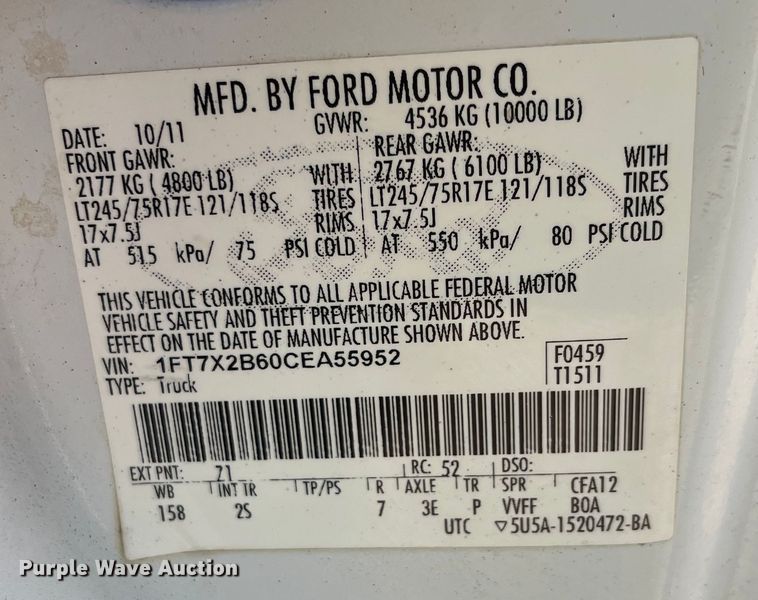 MFD. BY FORD MOTOR CO.
DATE: 10/11 GVWR: 4536 KG (10000 LB)
FRONT GAWR: REAR GAWR:
2177 KG ( 4800 LB) WITH 2767 KG ( 6100 LB) WITH
LT245/75R17E 121/118S TIRES LT245/75R17E 121/118S TIRES
17x7.5J RIMS 17x7.5J RIMS
AT 515 kPa/ 75 PSI COLD AT 550 kPa/ 80 PSI COLD
THIS VEHICLE CONFORMS TO ALL APPLICABLE FEDERAL MOTOR
VEHICLE SAFETY AND THEFT PREVENTION STANDARDS IN
EFFECT ON THE DATE OF MANUFACTURE SHOWN ABOVE.
VIN: 1FT7X2B60CEA55952 F0459
TYPE: Truck T1511
EXT PNT: Z1 RC: 52 DSO:
WB INT TR TP/PS R AXLE TR SPR CFA12
158 2S 7 3E P VVFF BOA
UTC ▽5U5A-1520472-BA
Purple Wave Auction